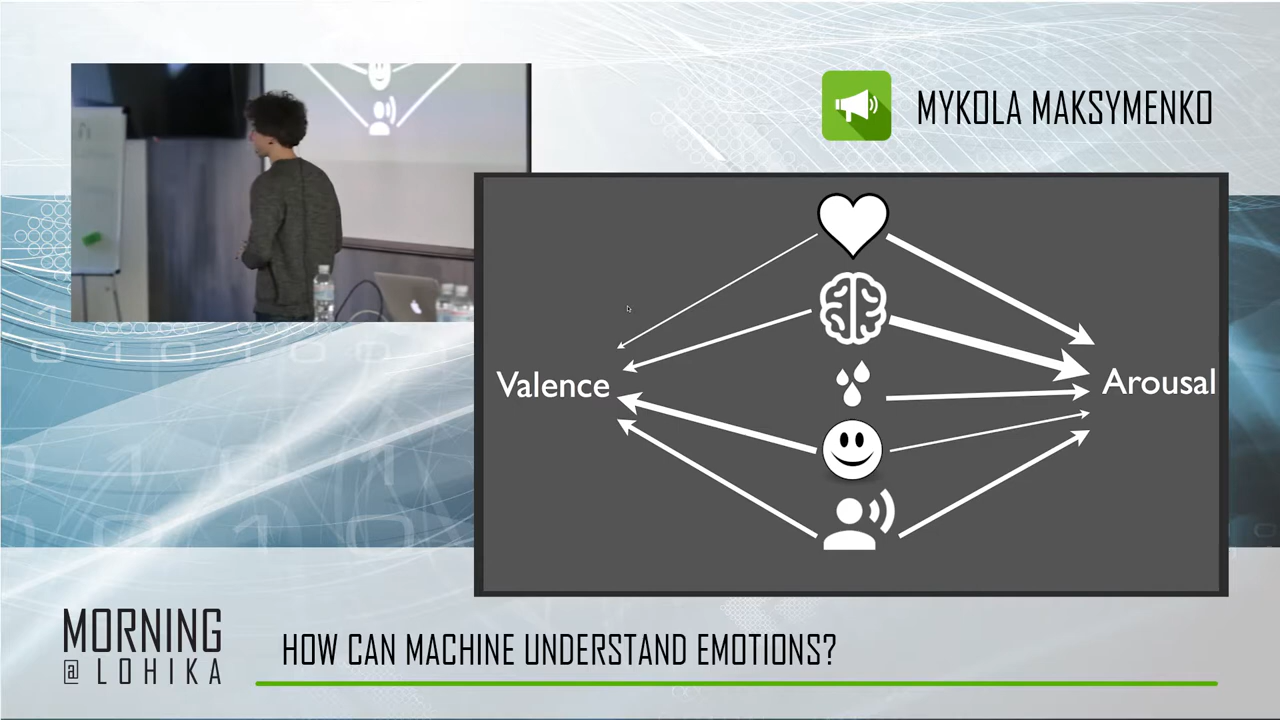 MYKOLA MAKSYMENKO
Valence
Arousal
MORNING
@ LOHIKA
HOW CAN MACHINE UNDERSTAND EMOTIONS?